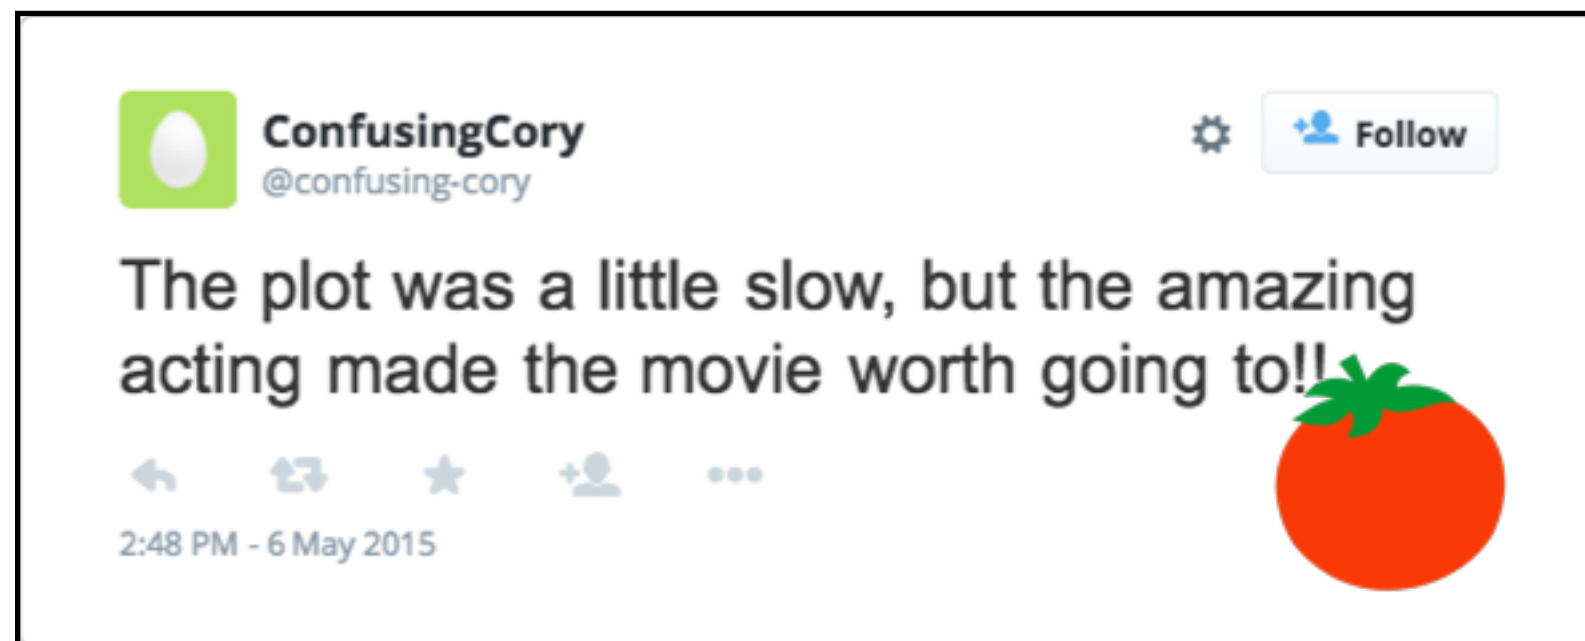 ConfusingCory
@confusing-cory
Follow
The plot was a little slow, but the amazing
acting made the movie worth going to!!
2:48 PM - 6 May 2015